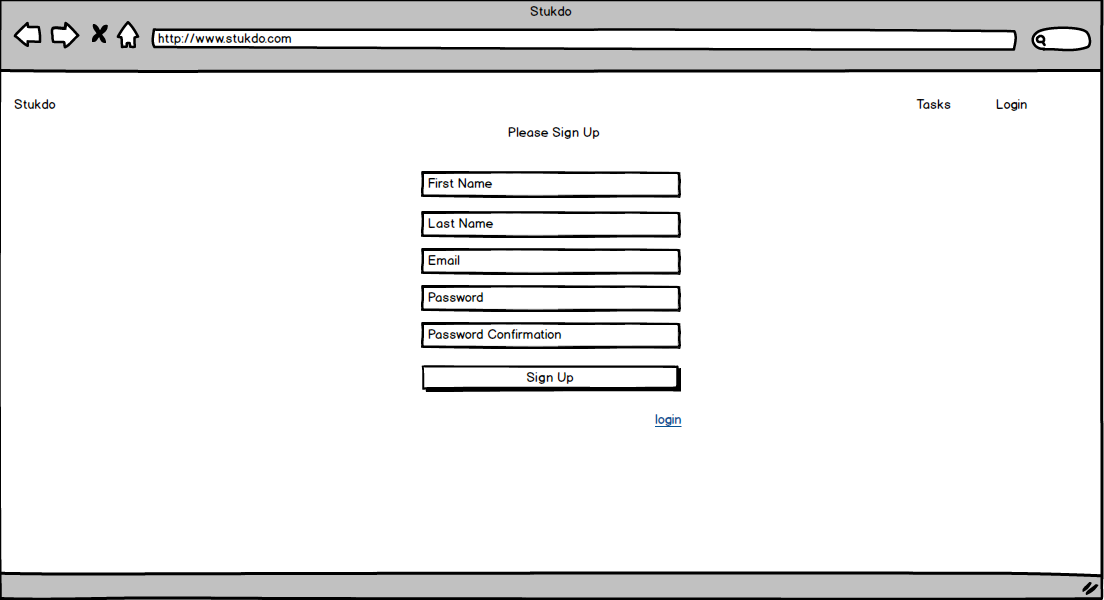 Stukdo
http://www.stukdo.com
Stukdo Tasks Login
Please Sign Up
First Name
Last Name
Email
Password
Password Confirmation
Sign Up
login